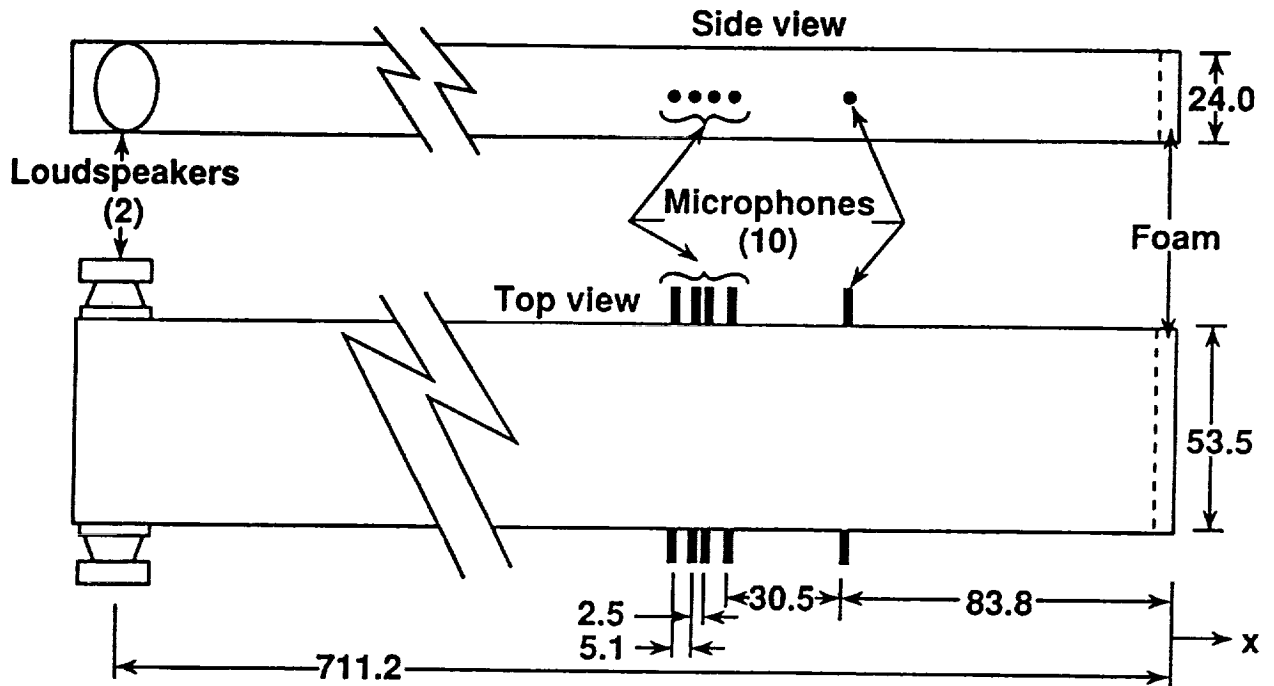 Side view
24.0
Loudspeakers
(2)
Microphones
(10)
Foam
Top view
53.5
30.5
83.8
2.5
5.1
x
711.2